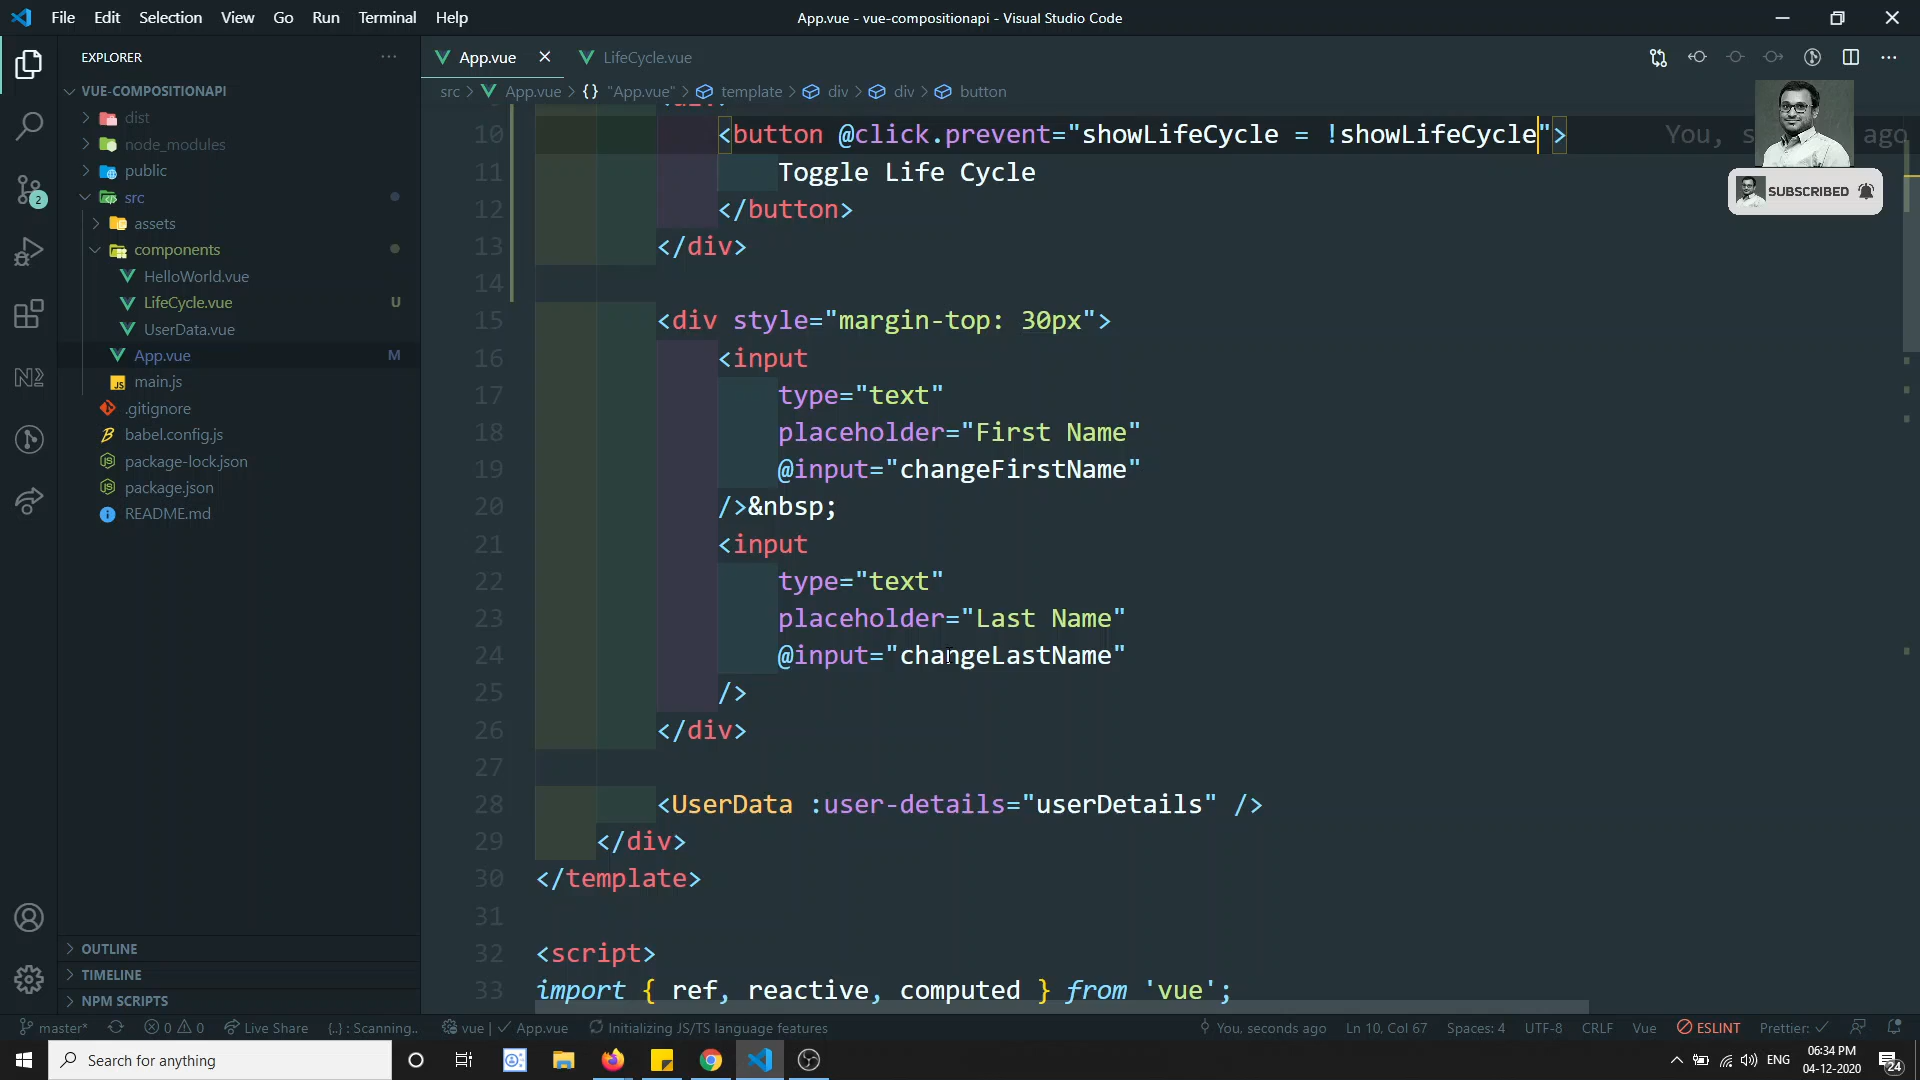 File Edit Selection View Go Run Terminal Help
App.vue - vue-compositionapi - Visual Studio Code
EXPLORER
VUE-COMPOSITIONAPI
dist
node_modules
public
src
assets
components
HelloWorld.vue
LifeCycle.vue U
UserData.vue
App.vue M
main.js
.gitignore
babel.config.js
package-lock.json
package.json
README.md
OUTLINE
TIMELINE
NPM SCRIPTS
2
App.vue
LifeCycle.vue
src > App.vue > {} "App.vue" > template > div > div > button
10 <button @click.prevent="showLifeCycle = !showLifeCycle"> You, s ago
11 Toggle Life Cycle
12 </button>
13 </div>
14
15 <div style="margin-top: 30px">
16 <input
17 type="text"
18 placeholder="First Name"
19 @input="changeFirstName"
20 />&nbsp;
21 <input
22 type="text"
23 placeholder="Last Name"
24 @input="changeLastName"
25 />
26 </div>
27
28 <UserData :user-details="userDetails" />
29 </div>
30 </template>
31
32 <script>
33 import { ref, reactive, computed } from 'vue';
SUBSCRIBED
master* 0 0 Live Share {..} : Scanning.. vue | ✓ App.vue Initializing JS/TS language features
You, seconds ago Ln 10, Col 67 Spaces: 4 UTF-8 CRLF Vue ESLINT Prettier: ✓
Search for anything
ENG
06:34 PM
04-12-2020
24